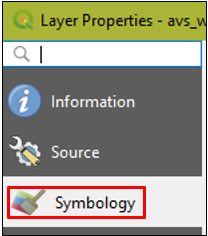 Layer Properties - avs_w
Information
Source
Symbology